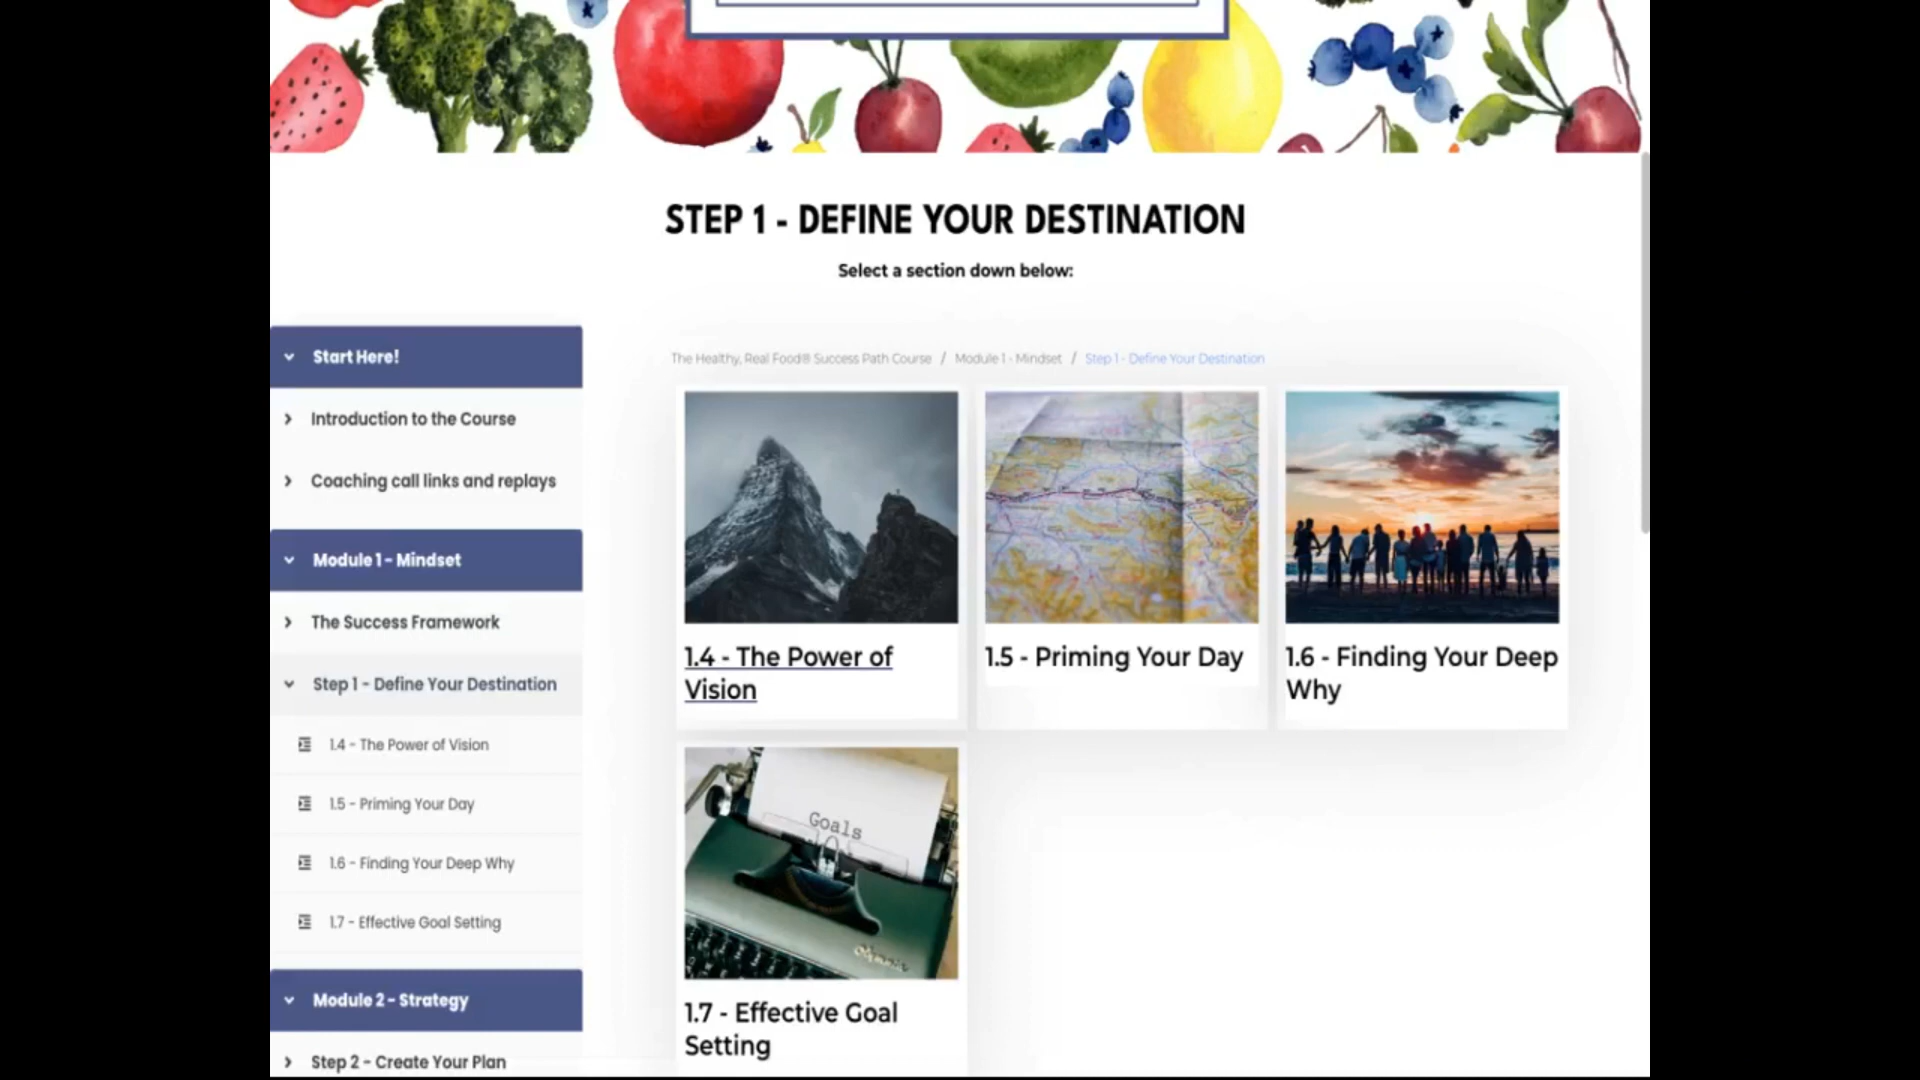 STEP 1 - DEFINE YOUR DESTINATION
Select a section down below:
Start Here!
Introduction to the Course
Coaching call links and replays
Module 1 - Mindset
The Success Framework
Step 1 - Define Your Destination
1.4 - The Power of Vision
1.5 - Priming Your Day
1.6 - Finding Your Deep Why
1.7 - Effective Goal Setting
Module 2 - Strategy
Step 2 - Create Your Plan
The Healthy, Real Food® Success Path Course / Module 1 - Mindset / Step 1 - Define Your Destination
1.4 - The Power of
Vision
1.5 - Priming Your Day
1.6 - Finding Your Deep
Why
Goals
Olympia
1.7 - Effective Goal
Setting